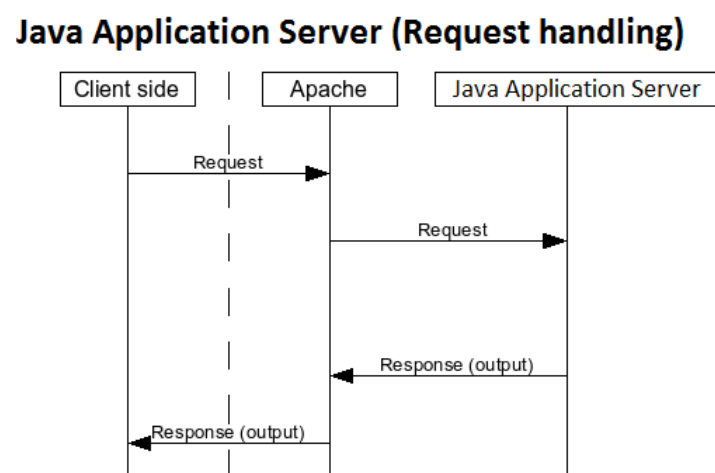 Java Application Server (Request handling)
Client side
Apache
Java Application Server
Request
Request
Response (output)
Response (output)